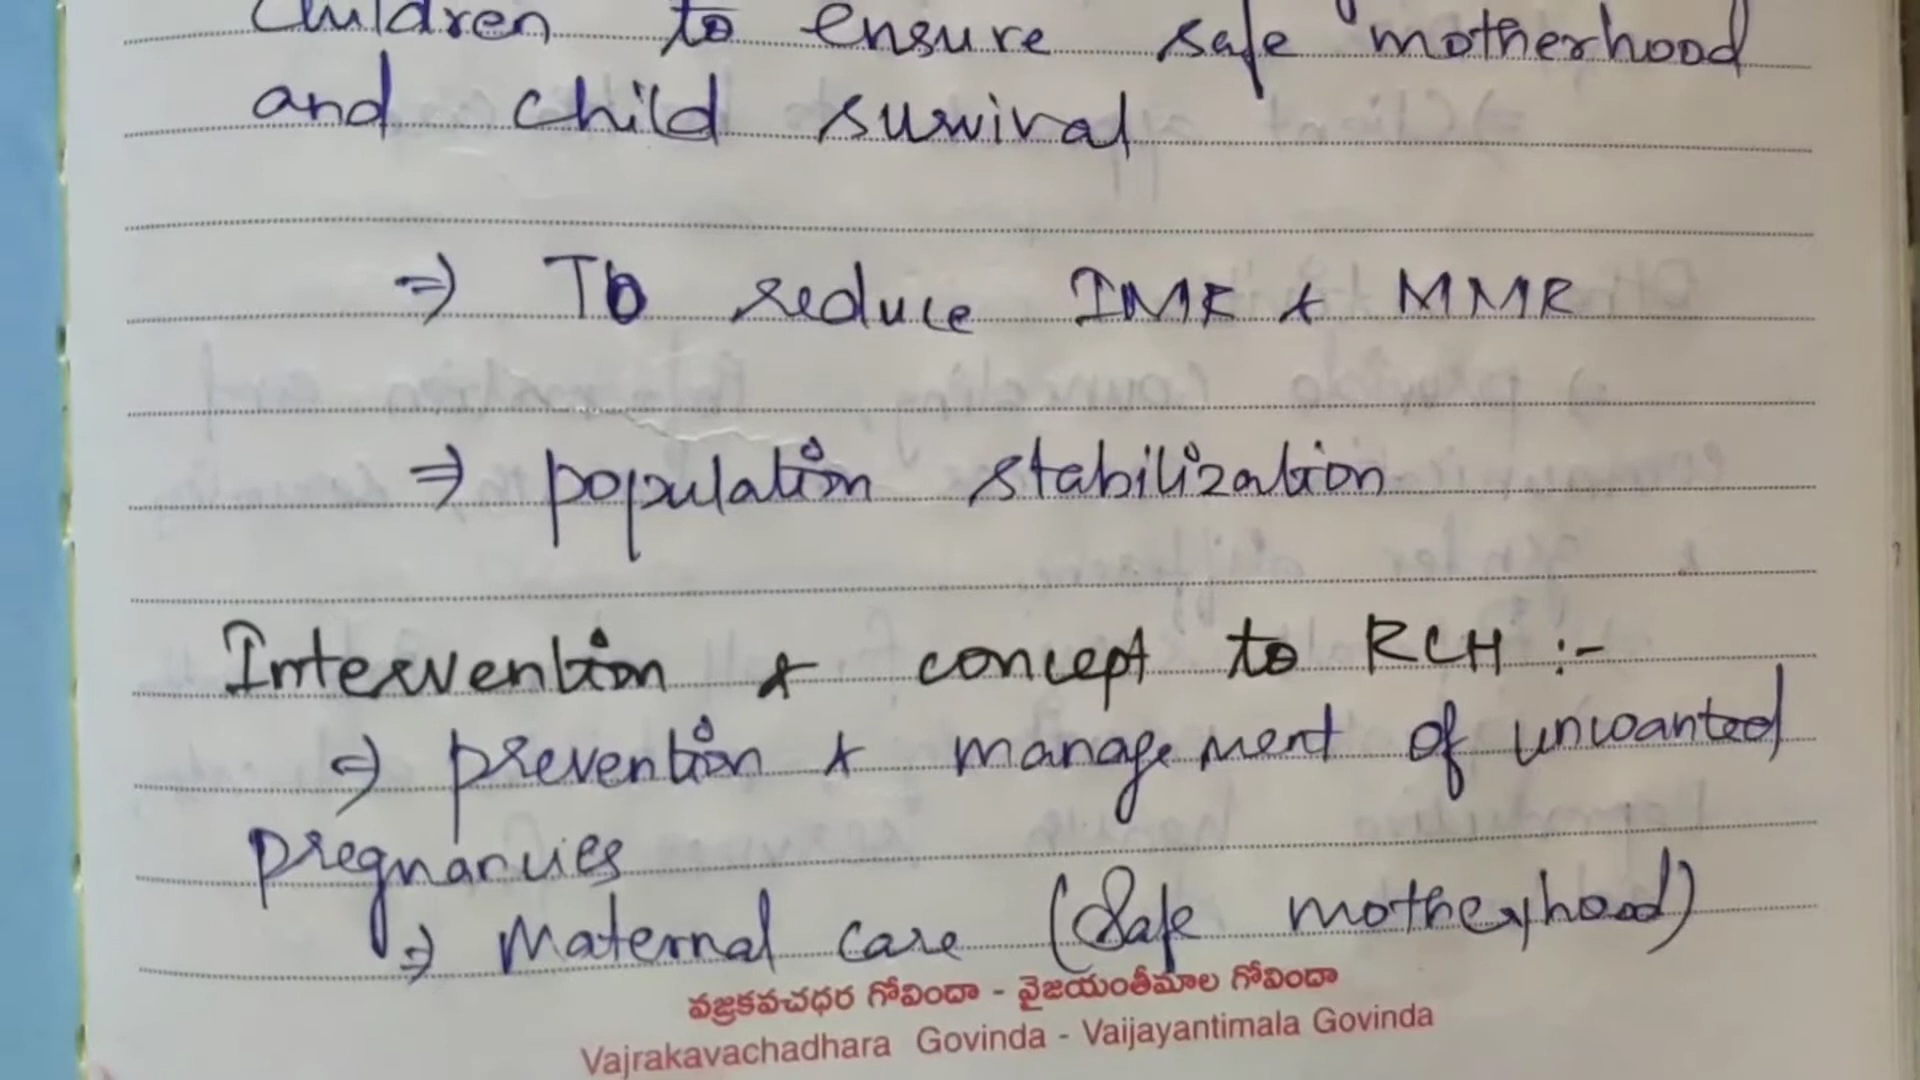 children to ensure safe motherhood
and child survival
⇒ To reduce IMR & MMR
⇒ population stabilization
Intervention & concept to RCH :-
⇒ prevention & management of unwanted
pregnancies
⇒ Maternal care (Safe motherhood)
వజ్రకవచధర గోవిందా - వైజయంతీమాల గోవిందా
Vajrakavachadhara Govinda - Vaijayantimala Govinda